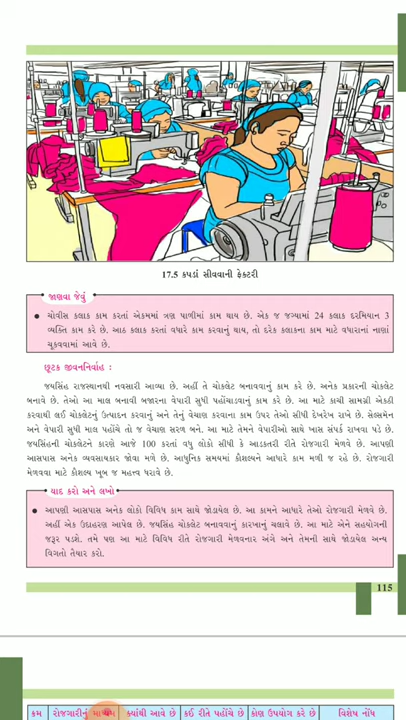 17.5 કપડાં સીવવાની ફેક્ટરી
જાણવા જેવું
● ચોવીસ કલાક કામ કરતાં એકમમાં ત્રણ પાળીમાં કામ થાય છે. એક જ જગ્યામાં 24 કલાક દરમિયાન 3
વ્યક્તિ કામ કરે છે. આઠ કલાક કરતાં વધારે કામ કરવાનું થાય, તો દરેક કલાકના કામ માટે વધારાના નાણાં
ચૂકવવામાં આવે છે.
છૂટક જીવનનિર્વાહ :
જયસિંહ રાજસ્થાનથી નવસારી આવ્યા છે. અહીં તે ચોકલેટ બનાવવાનું કામ કરે છે. અનેક પ્રકારની ચોકલેટ
બનાવે છે. તેઓ આ માલ બનાવી બજારના વેપારી સુધી પહોંચાડવાનું કામ કરે છે. આ માટે કાચી સામગ્રી એકઠી
કરવાથી લઈ ચોકલેટનું ઉત્પાદન કરવાનું અને તેનું વેચાણ કરવાના કામ ઉપર તેઓ સીધી દેખરેખ રાખે છે. સેલ્સમેન
અને વેપારી સુધી માલ પહોંચે તો જ વેચાણ સરળ બને. આ માટે તેમને વેપારીઓ સાથે ખાસ સંપર્ક રાખવા પડે છે.
જયસિંહની ચોકલેટને કારણે આજે 100 કરતાં વધુ લોકો સીધી કે આડકતરી રીતે રોજગારી મેળવે છે. આપણી
આસપાસ અનેક વ્યવસાયકાર જોવા મળે છે. આધુનિક સમયમાં કૌશલ્યને આધારે કામ મળી જ રહે છે. રોજગારી
મેળવવા માટે કૌશલ્ય ખૂબ જ મહત્ત્વ ધરાવે છે.
યાદ કરો અને લખો
● આપણી આસપાસ અનેક લોકો વિવિધ કામ સાથે જોડાયેલ છે. આ કામને આધારે તેઓ રોજગારી મેળવે છે.
અહીં એક ઉદાહરણ આપેલ છે. જયસિંહ ચોકલેટ બનાવવાનું કારખાનું ચલાવે છે. આ માટે એને સહયોગની
જરૂર પડશે. તમે પણ આ માટે વિવિધ રીતે રોજગારી મેળવનાર અંગે અને તેમની સાથે જોડાયેલ અન્ય
વિગતો તૈયાર કરો.
115
ક્રમ રોજગારીનું ક્યાંથી આવે છે કઈ રીતે પહોંચે છે કોણ ઉપયોગ કરે છે વિશેષ નોંધ